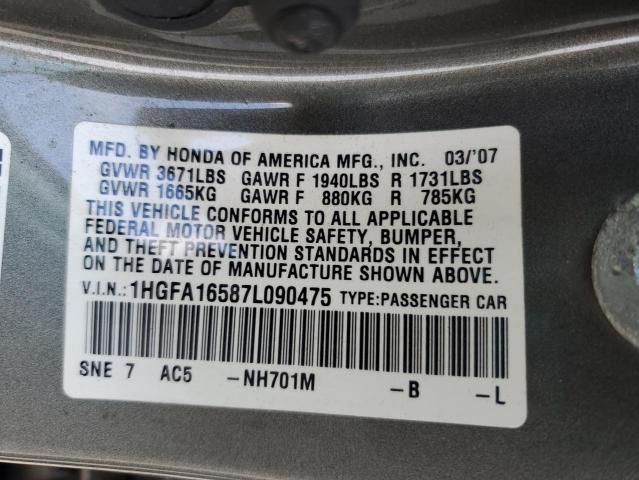 MFD. BY HONDA OF AMERICA MFG., INC. 03/'07
GVWR 3671LBS GAWR F 1940LBS R 1731LBS
GVWR 1665KG GAWR F 880KG R 785KG
THIS VEHICLE CONFORMS TO ALL APPLICABLE
FEDERAL MOTOR VEHICLE SAFETY, BUMPER,
AND THEFT PREVENTION STANDARDS IN EFFECT
ON THE DATE OF MANUFACTURE SHOWN ABOVE.
V.I.N.: 1HGFA16587L090475 TYPE:PASSENGER CAR
SNE 7 AC5 -NH701M -B -L